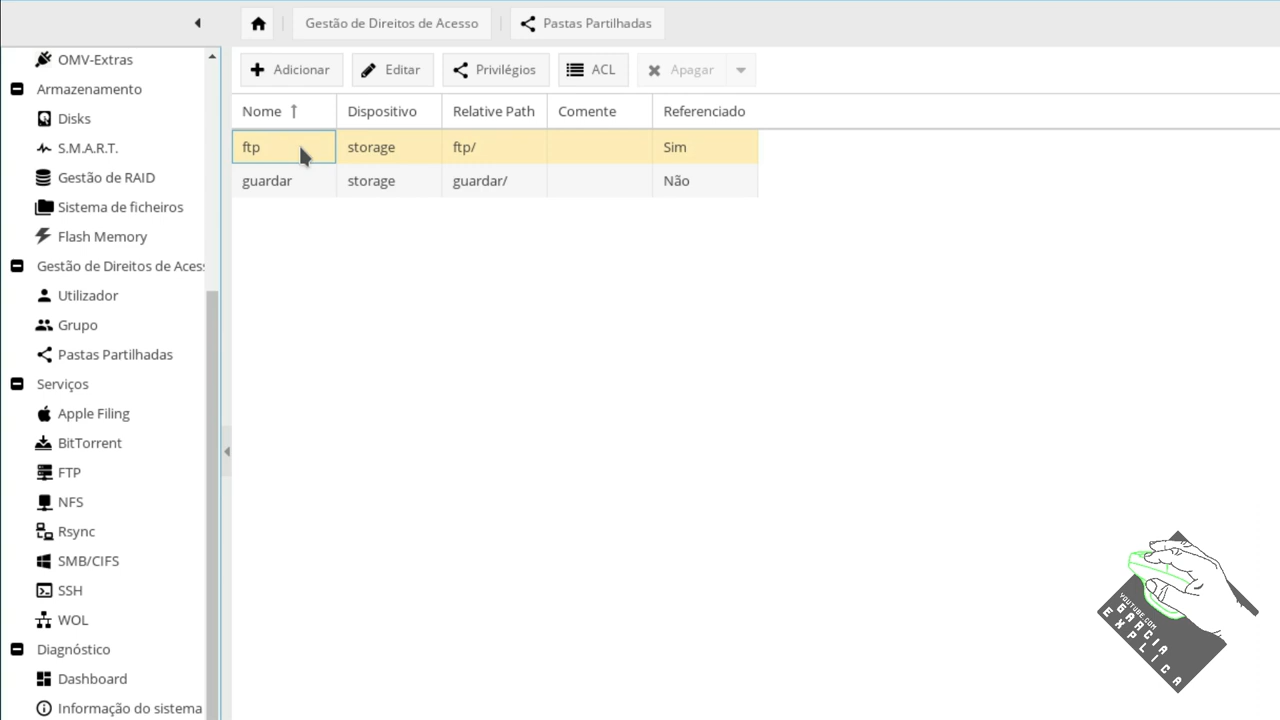 Gestão de Direitos de Acesso
Pastas Partilhadas
OMV-Extras
Armazenamento
Disks
S.M.A.R.T.
Gestão de RAID
Sistema de ficheiros
Flash Memory
Gestão de Direitos de Acess
Utilizador
Grupo
Pastas Partilhadas
Serviços
Apple Filing
BitTorrent
FTP
NFS
Rsync
SMB/CIFS
SSH
WOL
Diagnóstico
Dashboard
Informação do sistema
Adicionar Editar Privilégios ACL Apagar
Nome Dispositivo Relative Path Comente Referenciado
ftp storage ftp/ Sim
guardar storage guardar/ Não
YOUTUBE.COM
GARCIA
EXPLICA